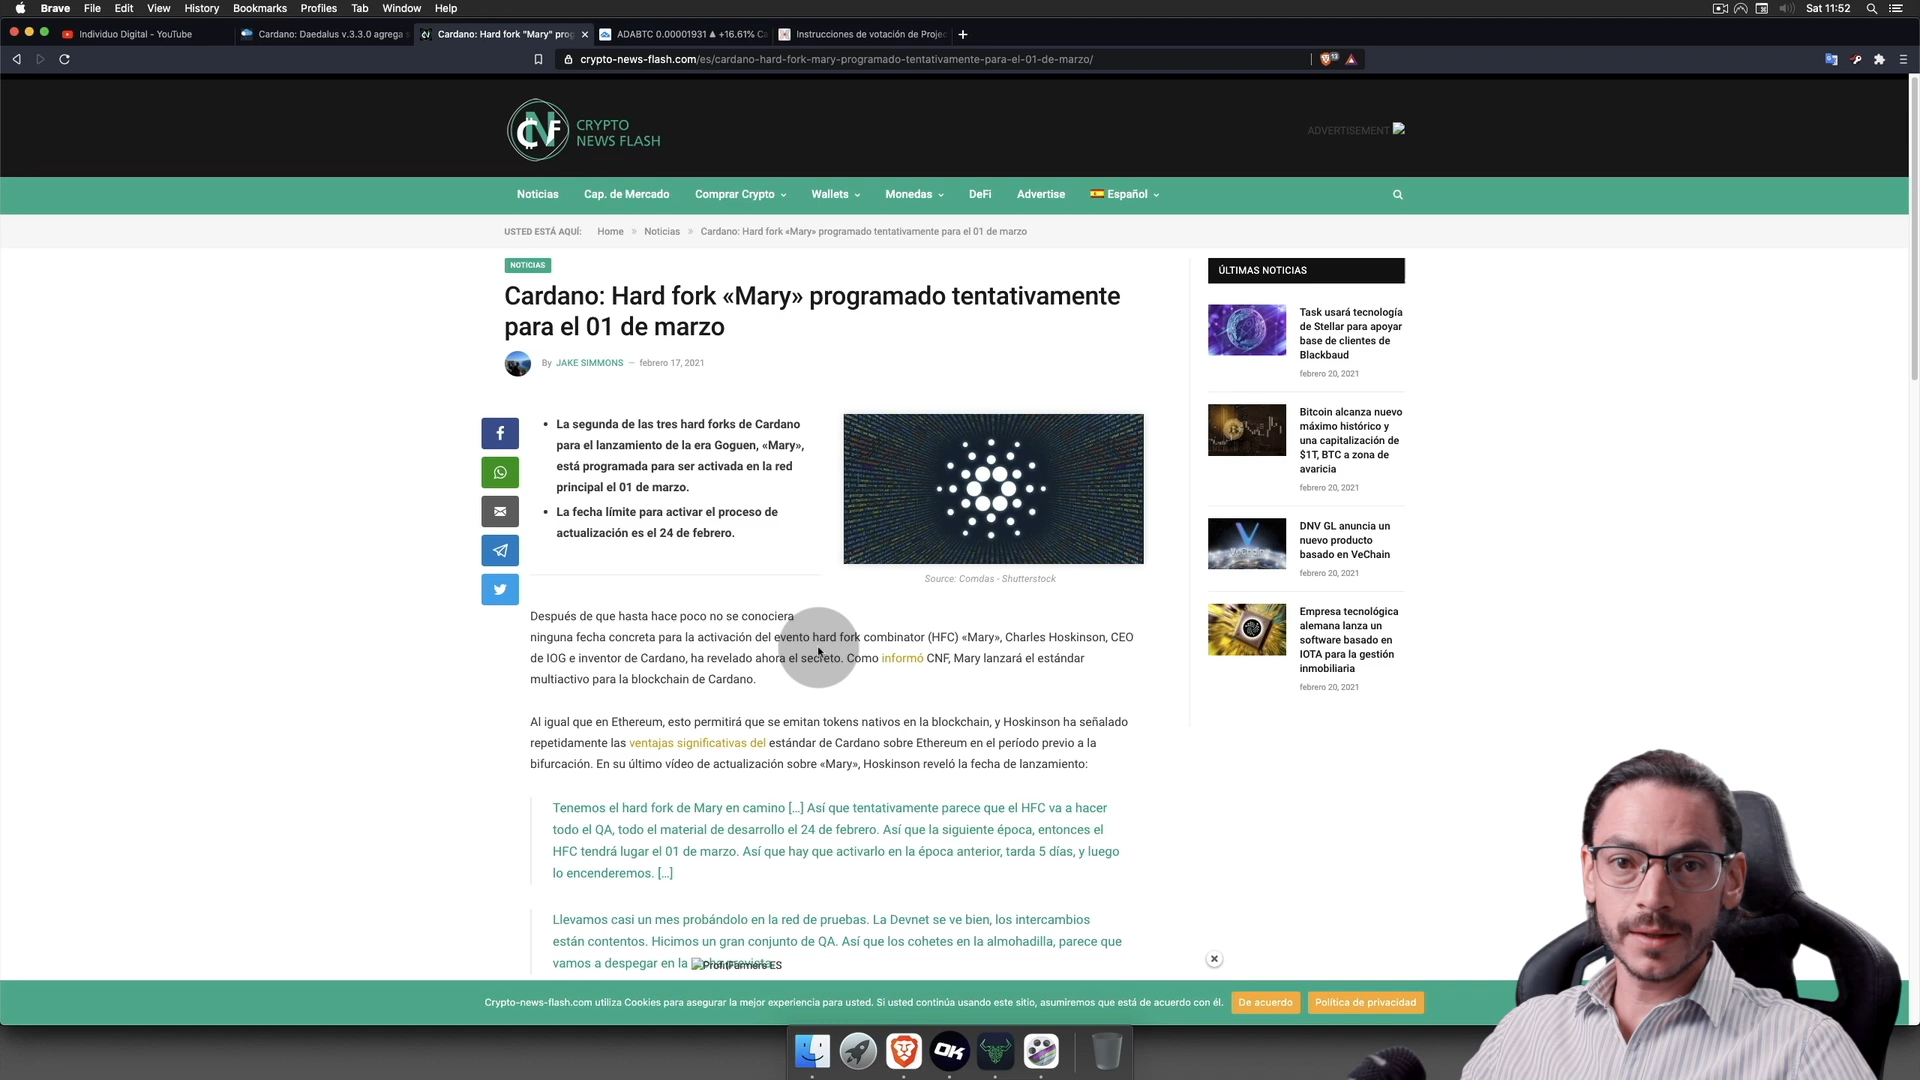 Brave File Edit View History Bookmarks Profiles Tab Window Help
Sat 11:52
Individuo Digital - YouTube
Cardano: Daedalus v.3.3.0 agrega
Cardano: Hard fork "Mary" prog
ADABTC 0.00001931 ▲ +16.61% Ca
Instrucciones de votación de Projec
crypto-news-flash.com/es/cardano-hard-fork-mary-programado-tentativamente-para-el-01-de-marzo/
CNF CRYPTO
NEWS FLASH
ADVERTISEMENT
Noticias Cap. de Mercado Comprar Crypto Wallets Monedas DeFi Advertise Español
USTED ESTÁ AQUÍ: Home » Noticias » Cardano: Hard fork «Mary» programado tentativamente para el 01 de marzo
NOTICIAS
Cardano: Hard fork «Mary» programado tentativamente
para el 01 de marzo
By JAKE SIMMONS — febrero 17, 2021
• La segunda de las tres hard forks de Cardano
para el lanzamiento de la era Goguen, «Mary»,
está programada para ser activada en la red
principal el 01 de marzo.
• La fecha límite para activar el proceso de
actualización es el 24 de febrero.
Source: Comdas - Shutterstock
Después de que hasta hace poco no se conociera
ninguna fecha concreta para la activación del evento hard fork combinator (HFC) «Mary», Charles Hoskinson, CEO
de IOG e inventor de Cardano, ha revelado ahora el secreto. Como informó CNF, Mary lanzará el estándar
multiactivo para la blockchain de Cardano.
Al igual que en Ethereum, esto permitirá que se emitan tokens nativos en la blockchain, y Hoskinson ha señalado
repetidamente las ventajas significativas del estándar de Cardano sobre Ethereum en el período previo a la
bifurcación. En su último vídeo de actualización sobre «Mary», Hoskinson reveló la fecha de lanzamiento:
Tenemos el hard fork de Mary en camino [...] Así que tentativamente parece que el HFC va a hacer
todo el QA, todo el material de desarrollo el 24 de febrero. Así que la siguiente época, entonces el
HFC tendrá lugar el 01 de marzo. Así que hay que activarlo en la época anterior, tarda 5 días, y luego
lo encenderemos. [...]
Llevamos casi un mes probándolo en la red de pruebas. La Devnet se ve bien, los intercambios
están contentos. Hicimos un gran conjunto de QA. Así que los cohetes en la almohadilla, parece que
vamos a despegar en la
ProfitFarmers ES
ÚLTIMAS NOTICIAS
Task usará tecnología
de Stellar para apoyar
base de clientes de
Blackbaud
febrero 20, 2021
Bitcoin alcanza nuevo
máximo histórico y
una capitalización de
$1T, BTC a zona de
avaricia
febrero 20, 2021
DNV GL anuncia un
nuevo producto
basado en VeChain
febrero 20, 2021
Empresa tecnológica
alemana lanza un
software basado en
IOTA para la gestión
inmobiliaria
febrero 20, 2021
Crypto-news-flash.com utiliza Cookies para asegurar la mejor experiencia para usted. Si usted continúa usando este sitio, asumiremos que está de acuerdo con él. De acuerdo Política de privacidad
OK